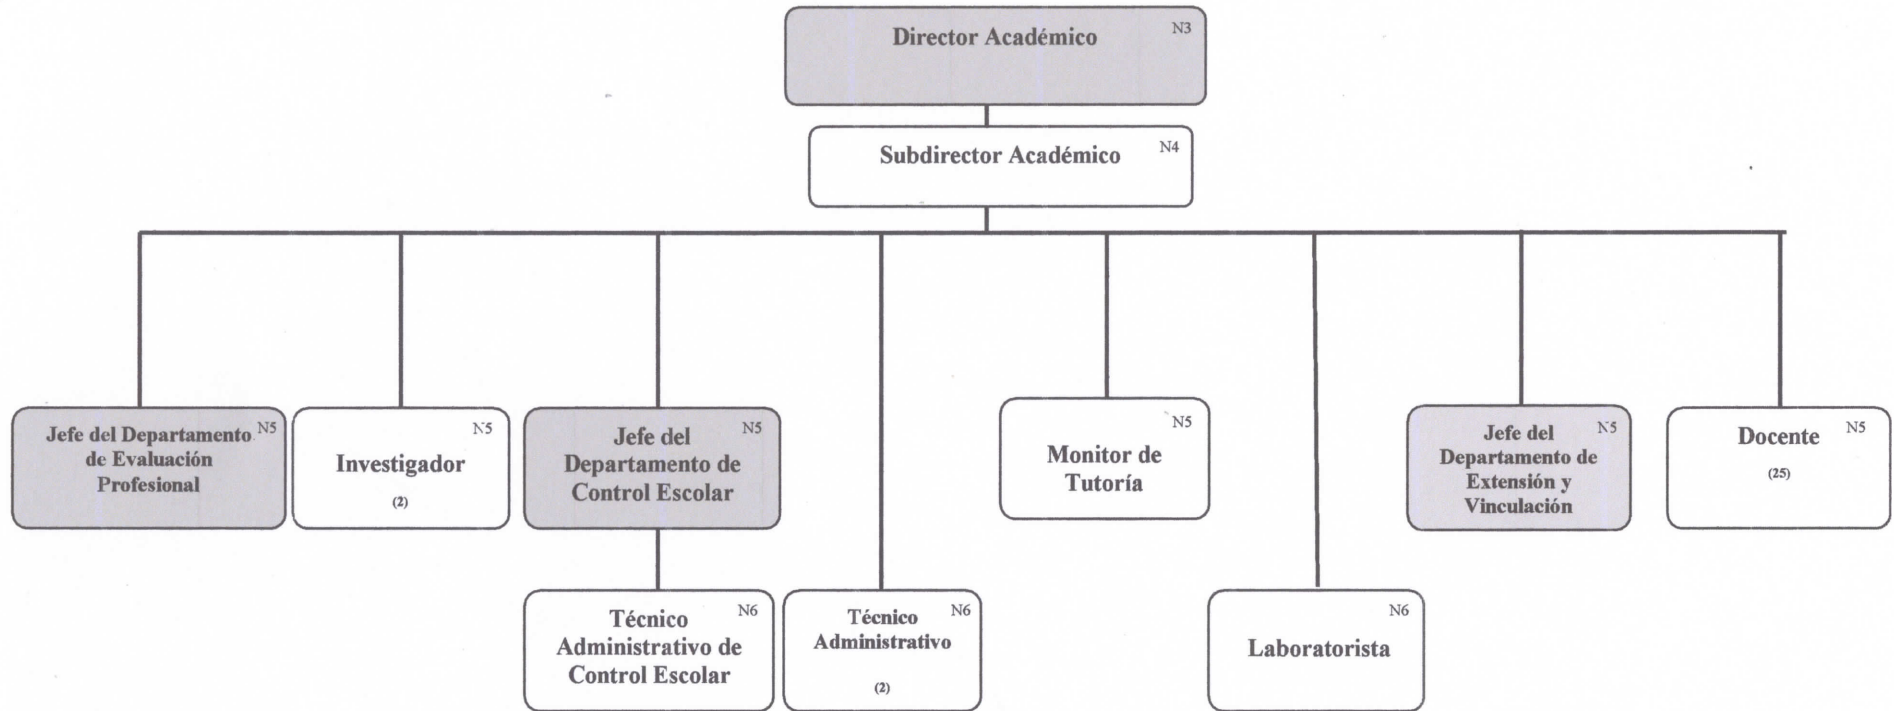 Director Académico N3
Subdirector Académico N4
Jefe del Departamento N5
de Evaluación
Profesional
N5
Investigador
(2)
Jefe del N5
Departamento de
Control Escolar
N5
Monitor de
Tutoría
Jefe del N5
Departamento de
Extensión y
Vinculación
Docente N5
(25)
Técnico N6
Administrativo de
Control Escolar
Técnico N6
Administrativo
(2)
N6
Laboratorista